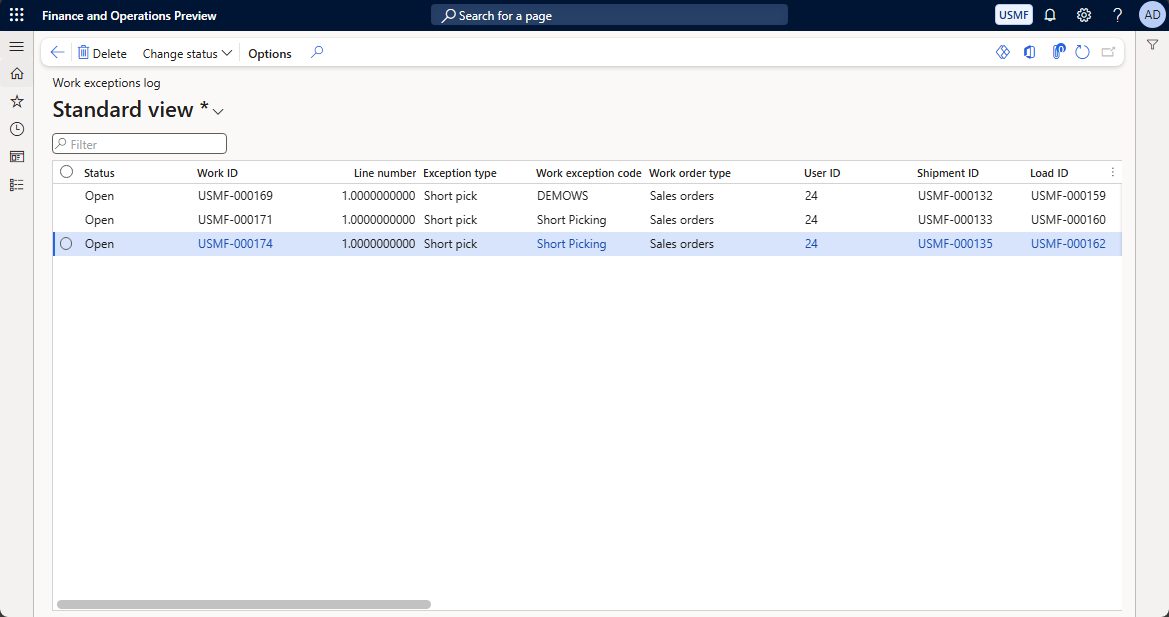 Finance and Operations Preview
Search for a page
USMF
?
AD
Delete
Change status
Options
0
Work exceptions log
Standard view *
Filter
Status Work ID Line number Exception type Work exception code Work order type User ID Shipment ID Load ID
Open USMF-000169 1.0000000000 Short pick DEMOWS Sales orders 24 USMF-000132 USMF-000159
Open USMF-000171 1.0000000000 Short pick Short Picking Sales orders 24 USMF-000133 USMF-000160
Open USMF-000174 1.0000000000 Short pick Short Picking Sales orders 24 USMF-000135 USMF-000162